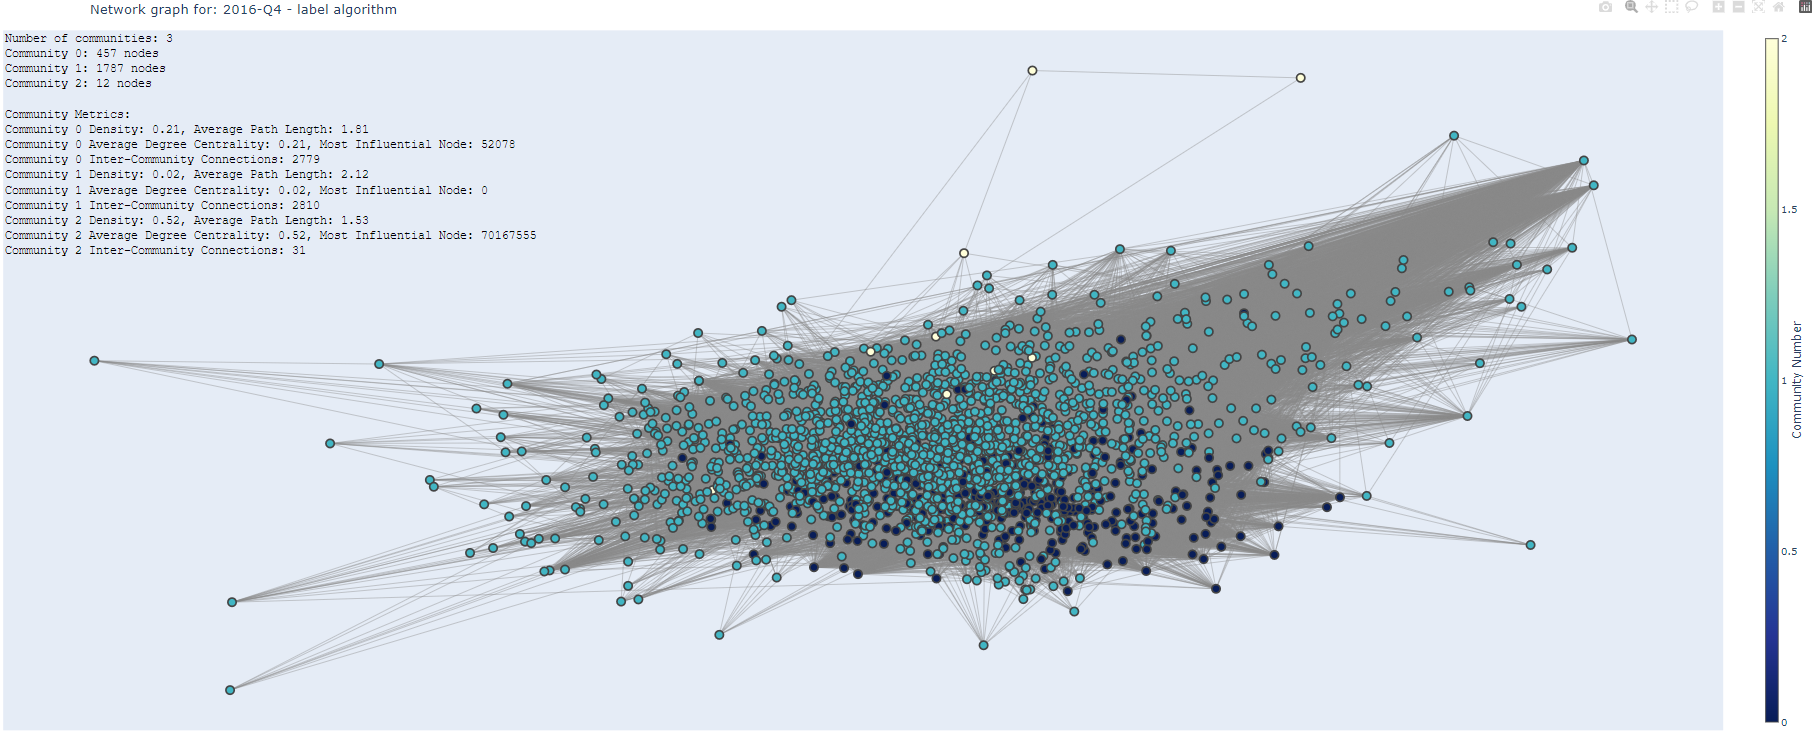 Network graph for: 2016-Q4 - label algorithm
Number of communities: 3
Community 0: 457 nodes
Community 1: 1787 nodes
Community 2: 12 nodes
Community Metrics:
Community 0 Density: 0.21, Average Path Length: 1.81
Community 0 Average Degree Centrality: 0.21, Most Influential Node: 52078
Community 0 Inter-Community Connections: 2779
Community 1 Density: 0.02, Average Path Length: 2.12
Community 1 Average Degree Centrality: 0.02, Most Influential Node: 0
Community 1 Inter-Community Connections: 2810
Community 2 Density: 0.52, Average Path Length: 1.53
Community 2 Average Degree Centrality: 0.52, Most Influential Node: 70167555
Community 2 Inter-Community Connections: 31
2
1.5
1
0.5
0
Community Number